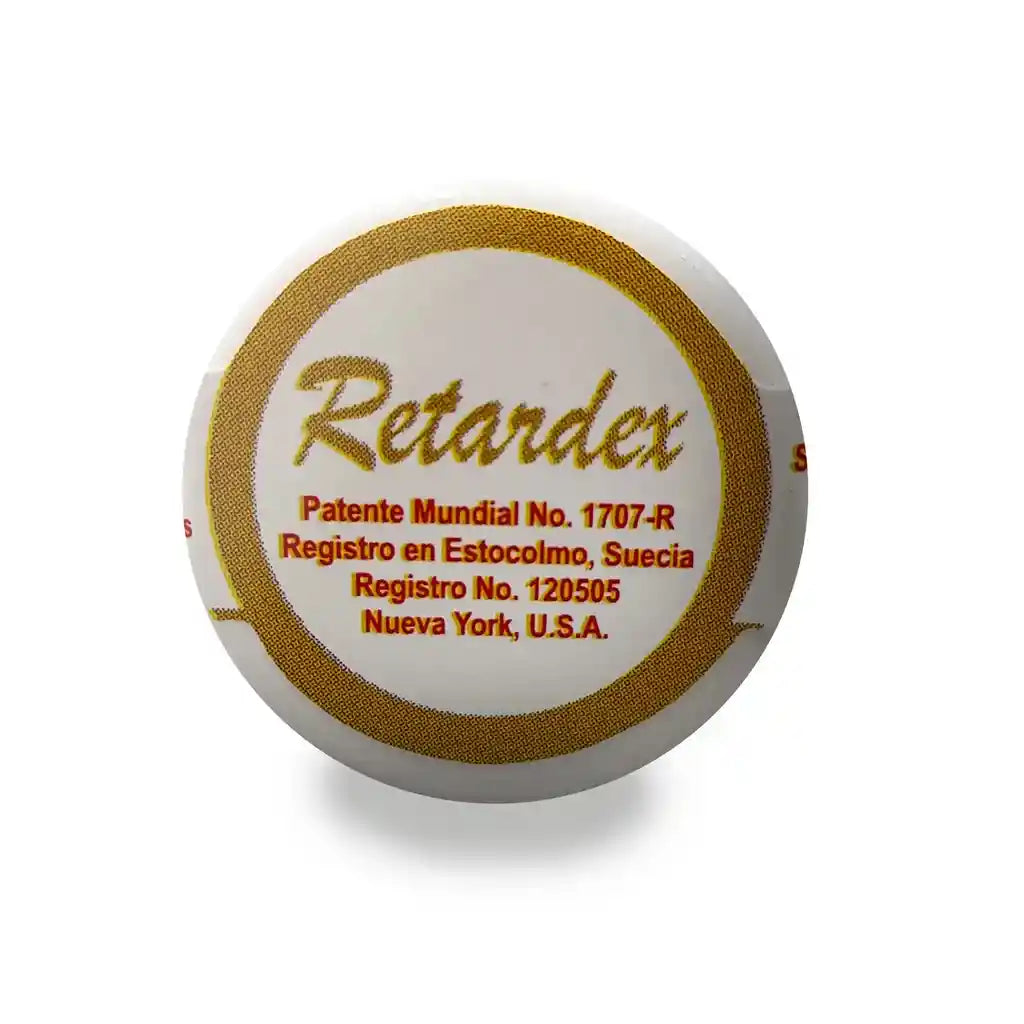 Retardex
Patente Mundial No. 1707-R
Registro en Estocolmo, Suecia
Registro No. 120505
Nueva York, U.S.A.